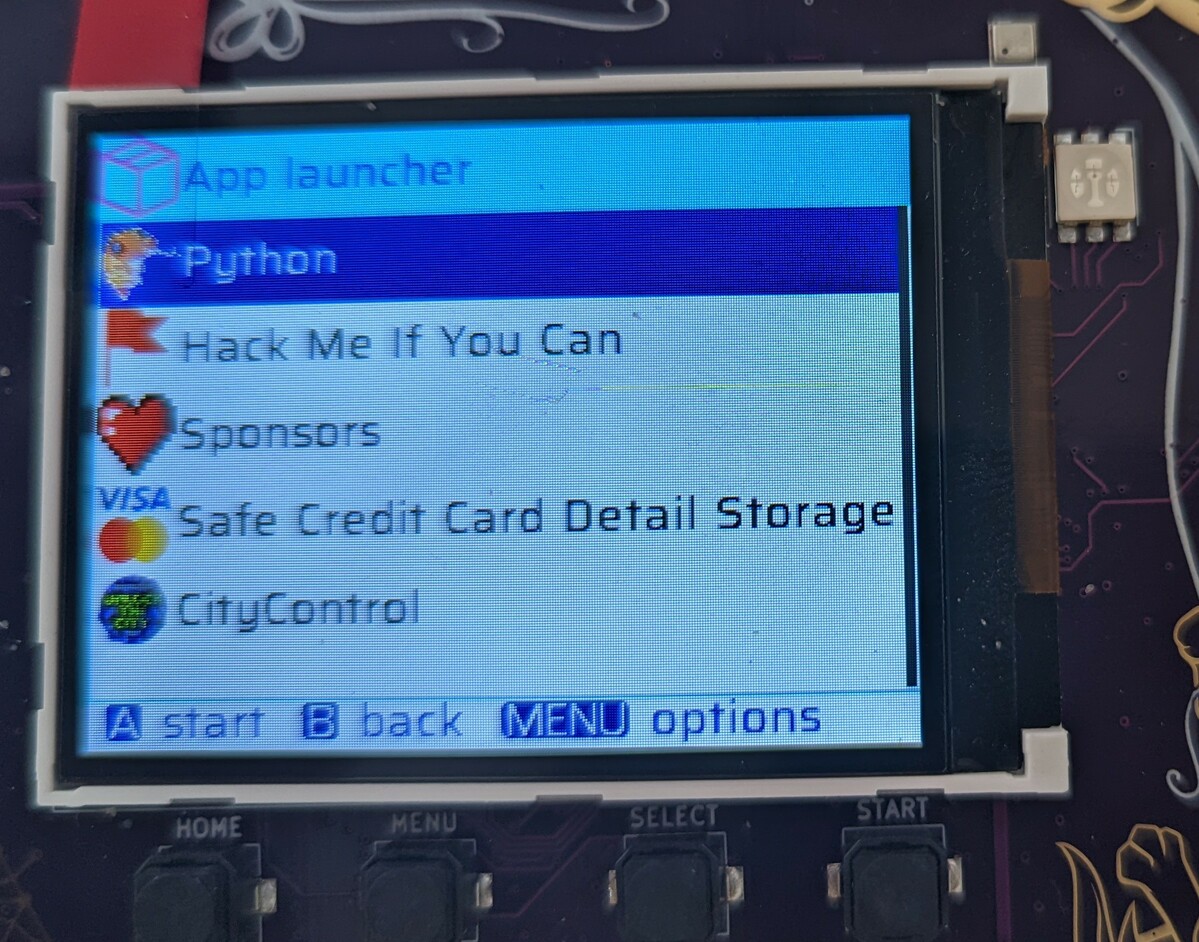 App launcher
Python
Hack Me If You Can
Sponsors
VISA
Safe Credit Card Detail Storage
CityControl
A start B back MENU options
HOME MENU SELECT START